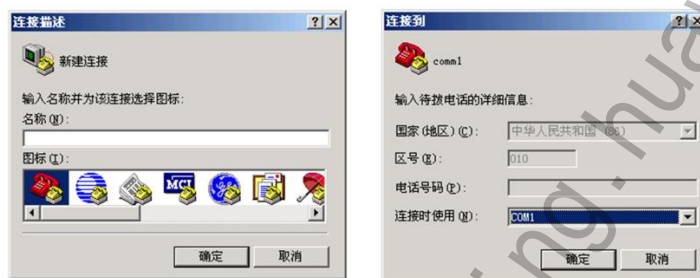 连接描述
新建连接
输入名称并为该连接选择图标:
名称(N):
图标(I):
MCI
确定
取消
连接到
comm1
输入待拨电话的详细信息:
国家(地区)(C): 中华人民共和国 (86)
区号(E): 010
电话号码(P):
连接时使用(N): COM1
确定
取消